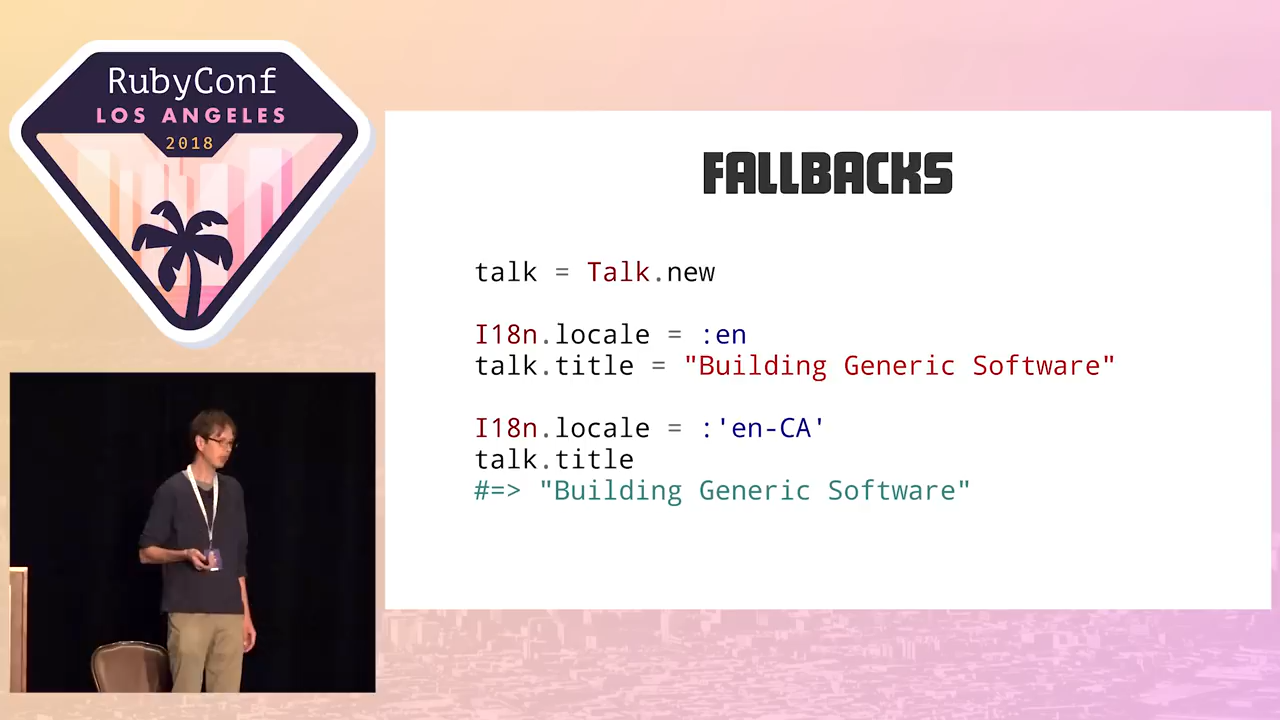 RubyConf
LOS ANGELES
2018
FALLBACKS
talk = Talk.new
I18n.locale = :en
talk.title = "Building Generic Software"
I18n.locale = :'en-CA'
talk.title
#=> "Building Generic Software"